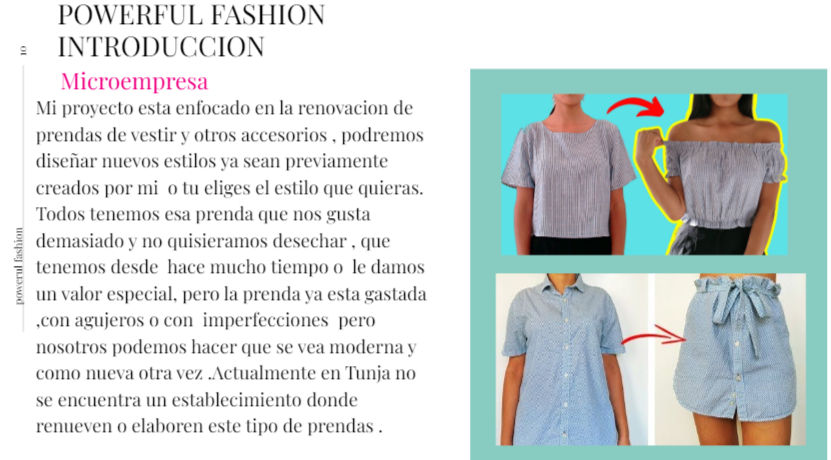 POWERFUL FASHION
INTRODUCCION
10
Microempresa
Mi proyecto esta enfocado en la renovacion de
prendas de vestir y otros accesorios , podremos
diseñar nuevos estilos ya sean previamente
creados por mi o tu eliges el estilo que quieras.
Todos tenemos esa prenda que nos gusta
demasiado y no quisieramos desechar , que
tenemos desde hace mucho tiempo o le damos
un valor especial, pero la prenda ya esta gastada
,con agujeros o con imperfecciones pero
nosotros podemos hacer que se vea moderna y
como nueva otra vez .Actualmente en Tunja no
se encuentra un establecimiento donde
renueven o elaboren este tipo de prendas .
powerul fashion